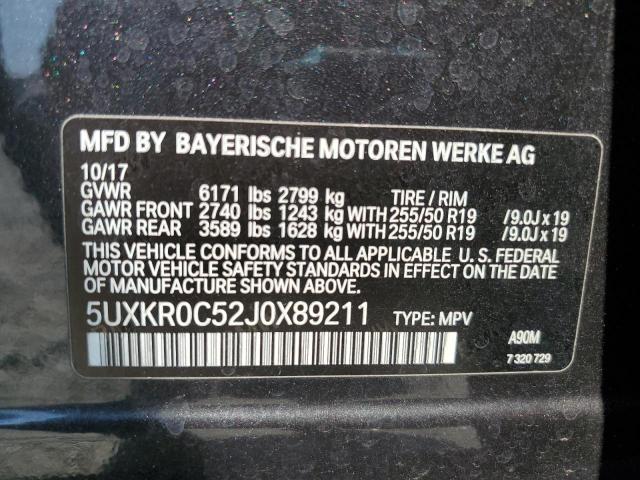 MFD BY BAYERISCHE MOTOREN WERKE AG
10/17
GVWR 6171 lbs 2799 kg TIRE / RIM
GAWR FRONT 2740 lbs 1243 kg WITH 255/50 R19 /9.0J x 19
GAWR REAR 3589 lbs 1628 kg WITH 255/50 R19 /9.0J x 19
THIS VEHICLE CONFORMS TO ALL APPLICABLE U. S. FEDERAL
MOTOR VEHICLE SAFETY STANDARDS IN EFFECT ON THE DATE
OF MANUFACTURE SHOWN ABOVE.
5UXKR0C52J0X89211 TYPE: MPV
A90M
7 320 729